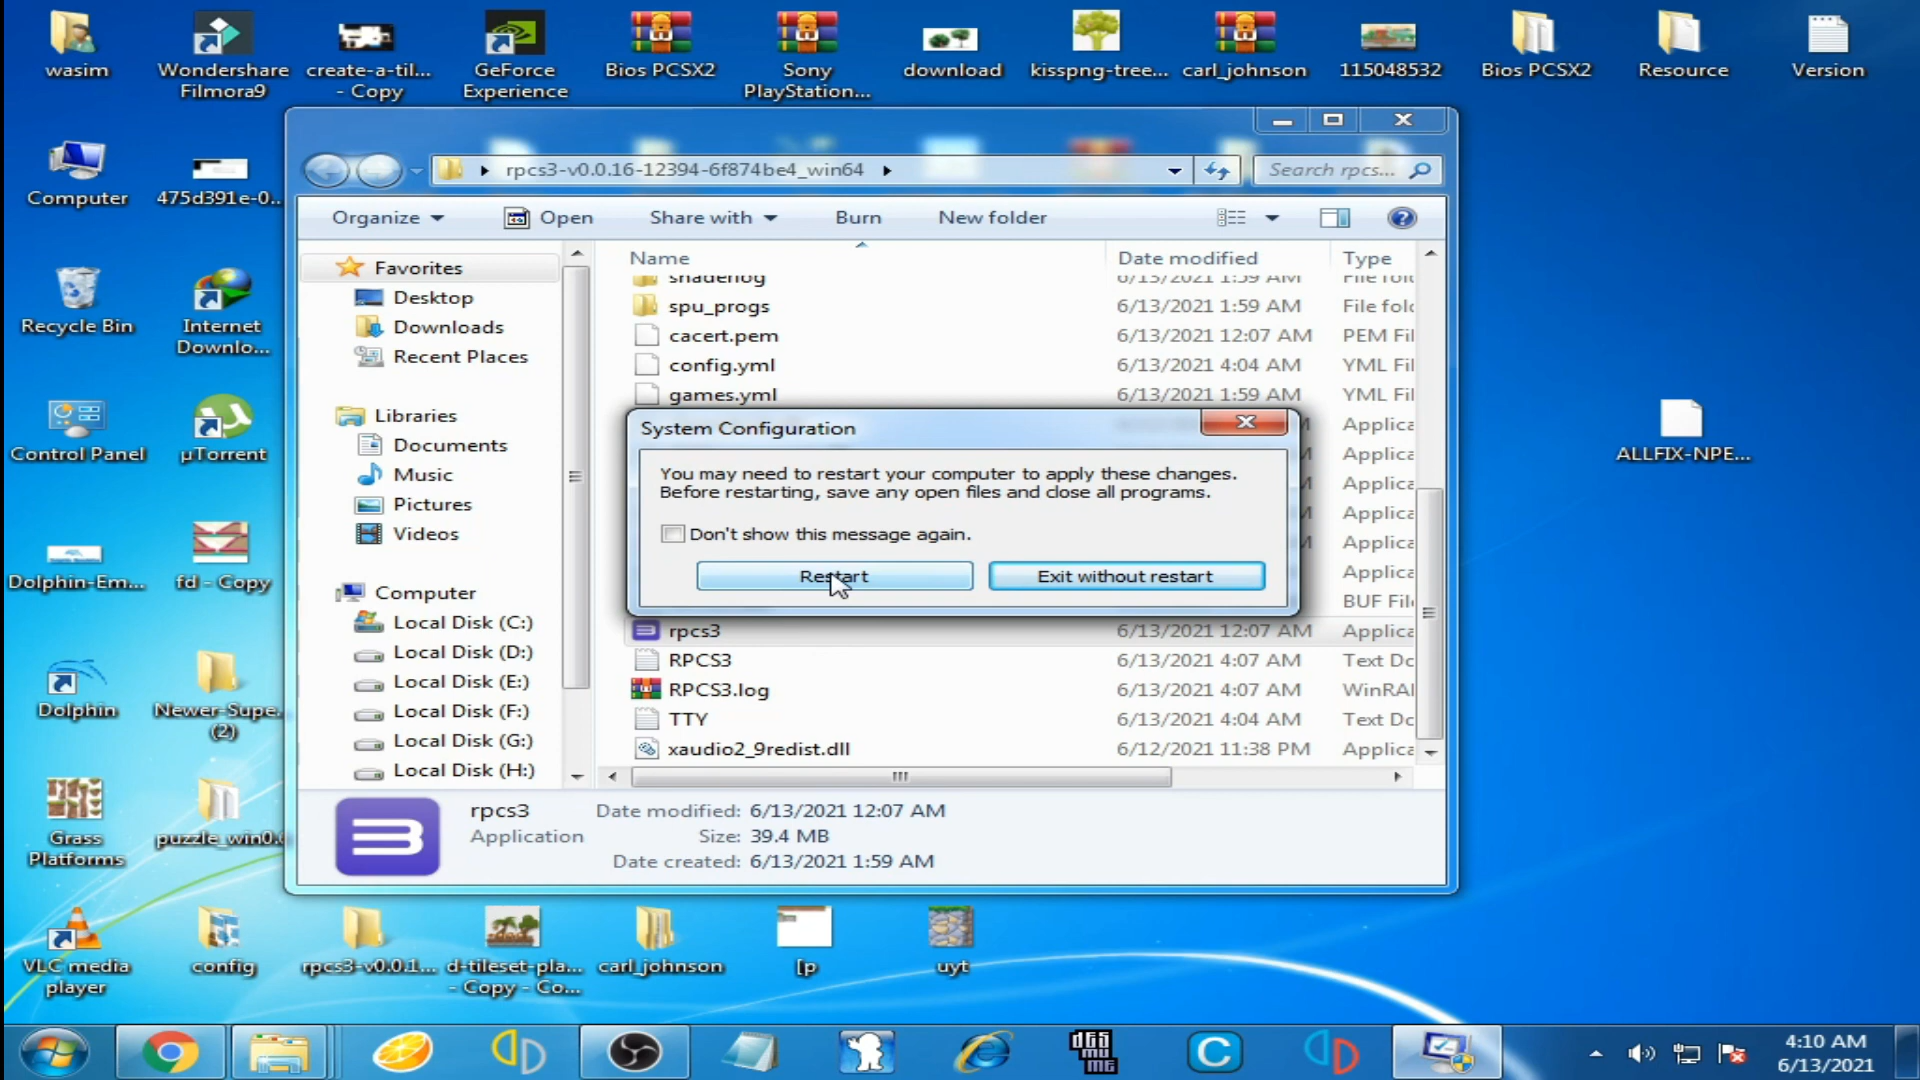 wasim
Wondershare
Filmora9
create-a-til...
- Copy
GeForce
Experience
Bios PCSX2
Sony
PlayStation...
download
kisspng-tree...
carl_johnson
115048532
Bios PCSX2
Resource
Version
Computer
475d391e-0...
Recycle Bin
Internet
Downlo...
Control Panel
µTorrent
Dolphin-Em...
fd - Copy
Dolphin
Newer-Supe...
(2)
Grass
Platforms
puzzle_win0.
VLC media
player
config
rpcs3-v0.0.1...
d-tileset-pla...
- Copy - Co...
carl_johnson
[p
uyt
ALLFIX-NPE...
rpcs3-v0.0.16-12394-6f874be4_win64
Search rpcs...
Organize
Open
Share with
Burn
New folder
Favorites
Desktop
Downloads
Recent Places
Libraries
Documents
Music
Pictures
Videos
Computer
Local Disk (C:)
Local Disk (D:)
Local Disk (E:)
Local Disk (F:)
Local Disk (G:)
Local Disk (H:)
Name Date modified Type
shaderlog 6/13/2021 1:59 AM File fold
spu_progs 6/13/2021 1:59 AM File fold
cacert.pem 6/13/2021 12:07 AM PEM Fil
config.yml 6/13/2021 4:04 AM YML Fil
games.yml 6/13/2021 1:59 AM YML Fil
Applica
Applica
Applica
Applica
Applica
Applica
BUF File
rpcs3 6/13/2021 12:07 AM Applica
RPCS3 6/13/2021 4:07 AM Text Dc
RPCS3.log 6/13/2021 4:07 AM WinRAI
TTY 6/13/2021 4:04 AM Text Dc
xaudio2_9redist.dll 6/12/2021 11:38 PM Applica
System Configuration
You may need to restart your computer to apply these changes.
Before restarting, save any open files and close all programs.
Don't show this message again.
Restart
Exit without restart
rpcs3
Application
Date modified: 6/13/2021 12:07 AM
Size: 39.4 MB
Date created: 6/13/2021 1:59 AM
4:10 AM
6/13/2021